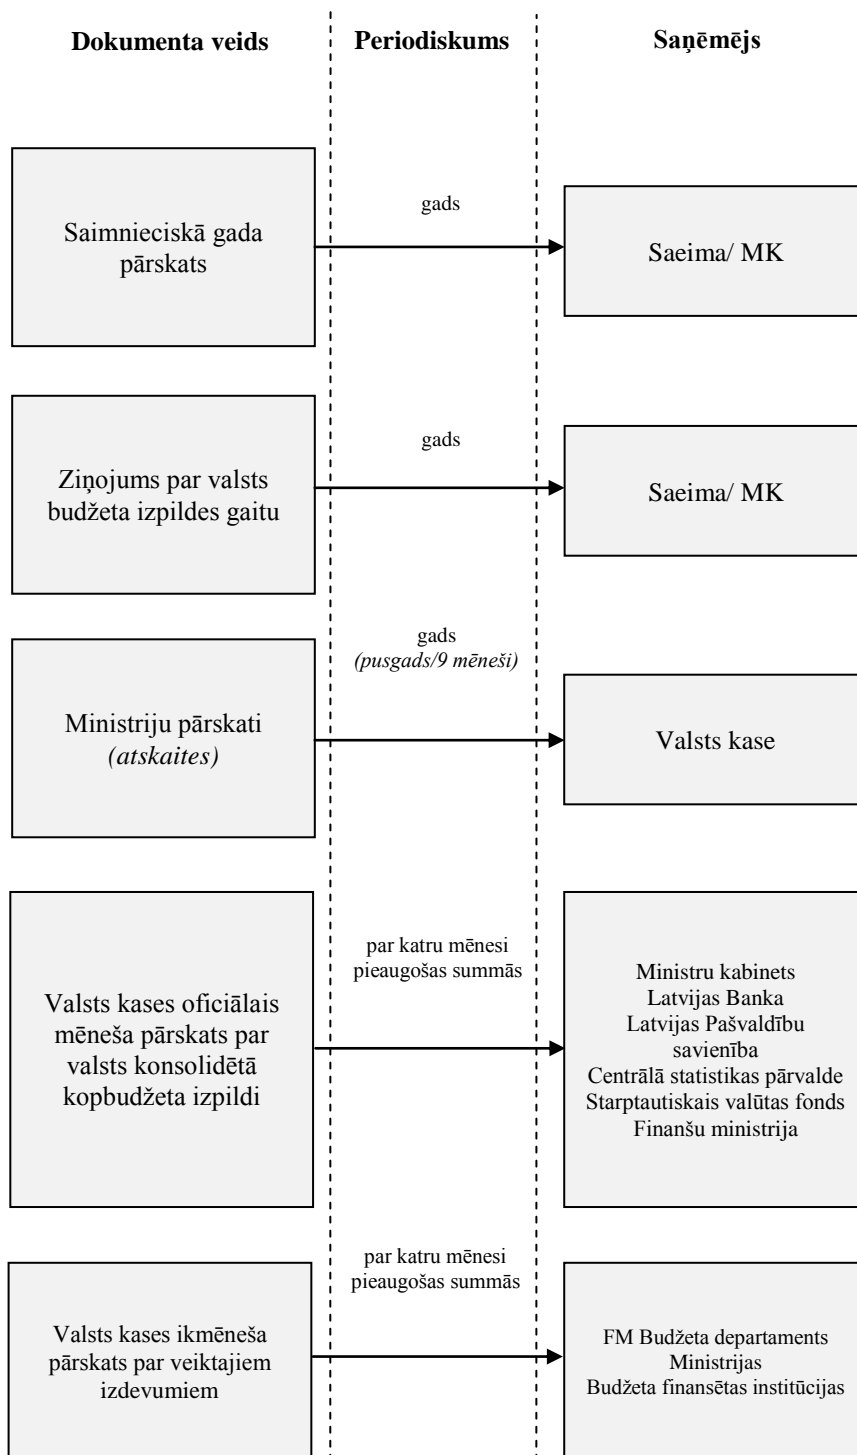 Dokumenta veids
Periodiskums
Saņēmējs
Saimnieciskā gada
pārskats
gads
Saeima/ MK
Ziņojums par valsts
budžeta izpildes gaitu
gads
Saeima/ MK
Ministriju pārskati
(atskaites)
gads
(pusgads/9 mēneši)
Valsts kase
Valsts kases oficiālais
mēneša pārskats par
valsts konsolidētā
kopbudžeta izpildi
par katru mēnesi
pieaugošas summās
Ministru kabinets
Latvijas Banka
Latvijas Pašvaldību
savienība
Centrālā statistikas pārvalde
Starptautiskais valūtas fonds
Finanšu ministrija
Valsts kases ikmēneša
pārskats par veiktajiem
izdevumiem
par katru mēnesi
pieaugošas summās
FM Budžeta departaments
Ministrijas
Budžeta finansētas institūcijas